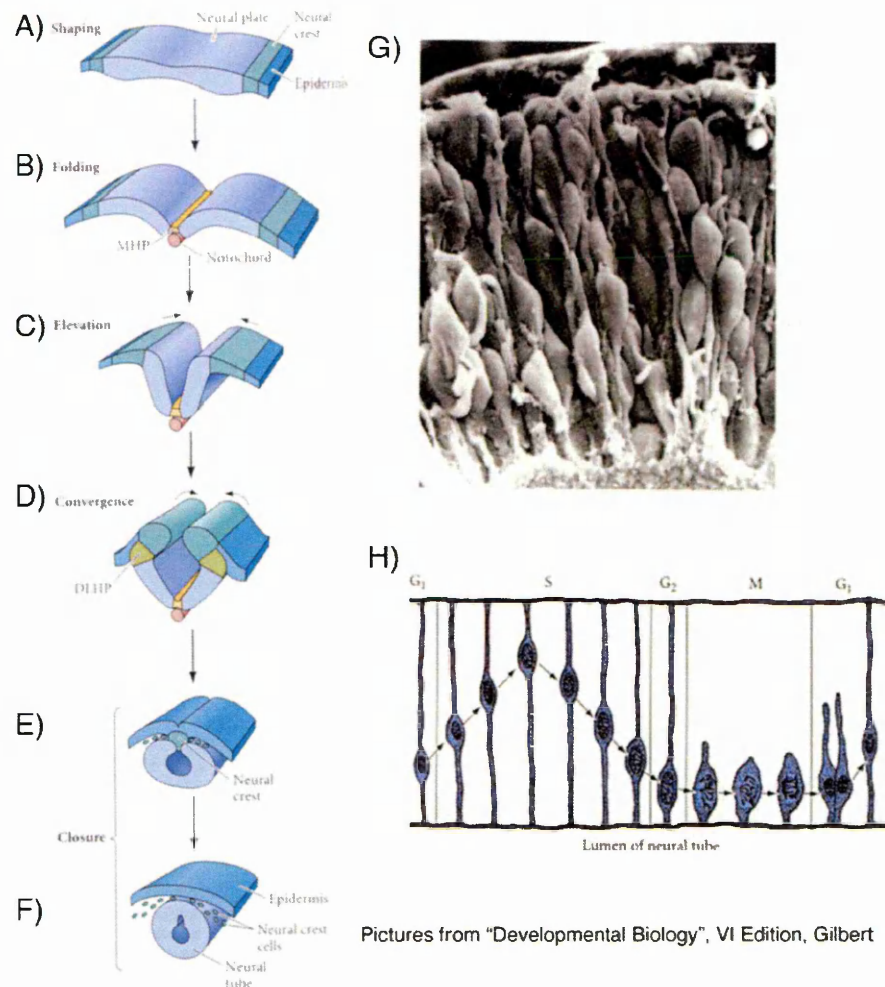 A) Shaping
Neural plate
Neural
crest
Epidermis
B) Folding
MHP
Notochord
C) Elevation
D) Convergence
DLHP
E)
Neural
crest
Closure
F)
Epidermis
Neural crest
cells
Neural
tube
G)
H)
G1 S G2 M G1
Lumen of neural tube
Pictures from "Developmental Biology", VI Edition, Gilbert